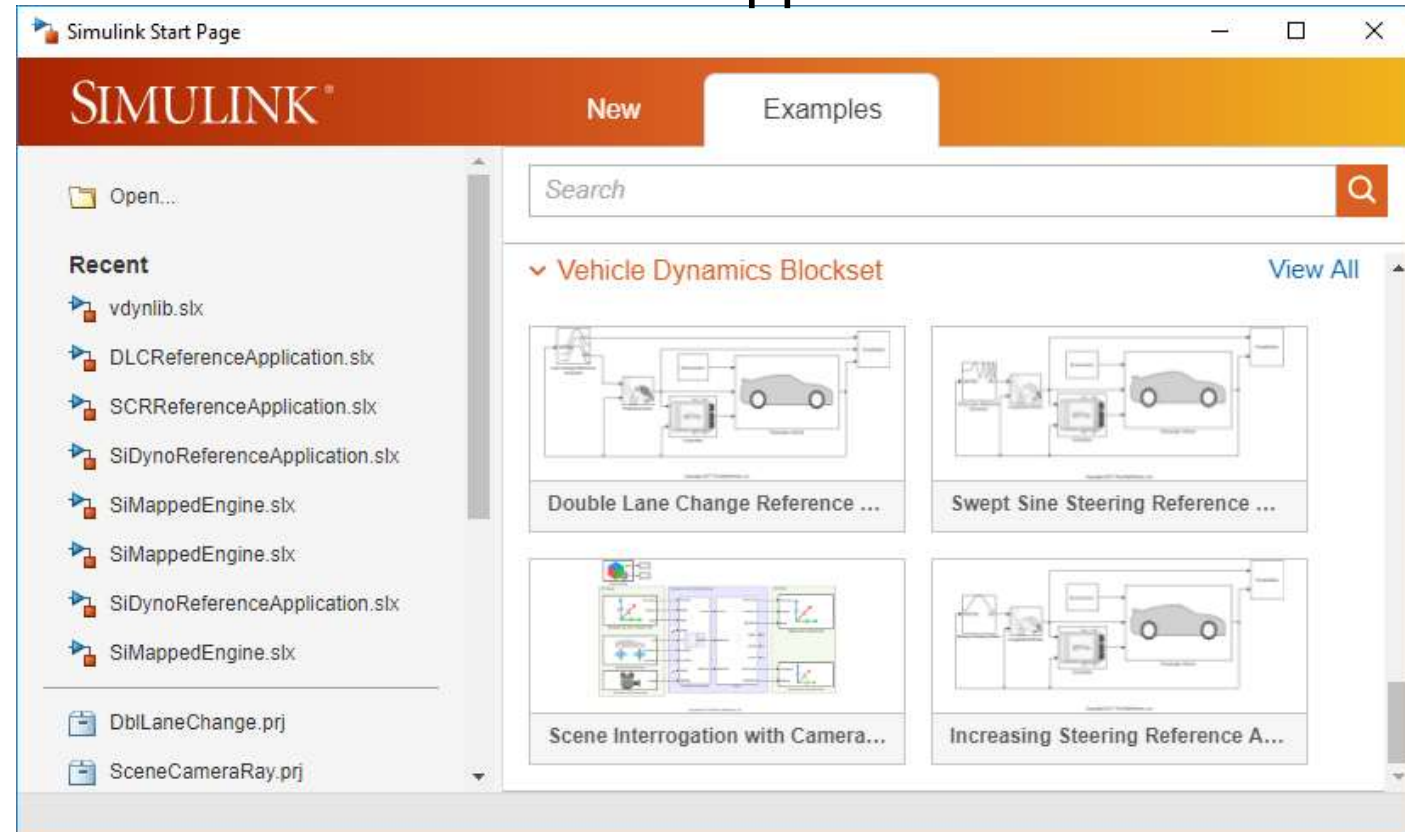 Simulink Start Page
SIMULINK®
New
Examples
Open...
Recent
vdynlib.slx
DLCReferenceApplication.slx
SCRReferenceApplication.slx
SiDynoReferenceApplication.slx
SiMappedEngine.slx
SiMappedEngine.slx
SiDynoReferenceApplication.slx
SiMappedEngine.slx
DblLaneChange.prj
SceneCameraRay.prj
Search
Vehicle Dynamics Blockset
View All
Double Lane Change Reference ...
Swept Sine Steering Reference ...
Scene Interrogation with Camera...
Increasing Steering Reference A...